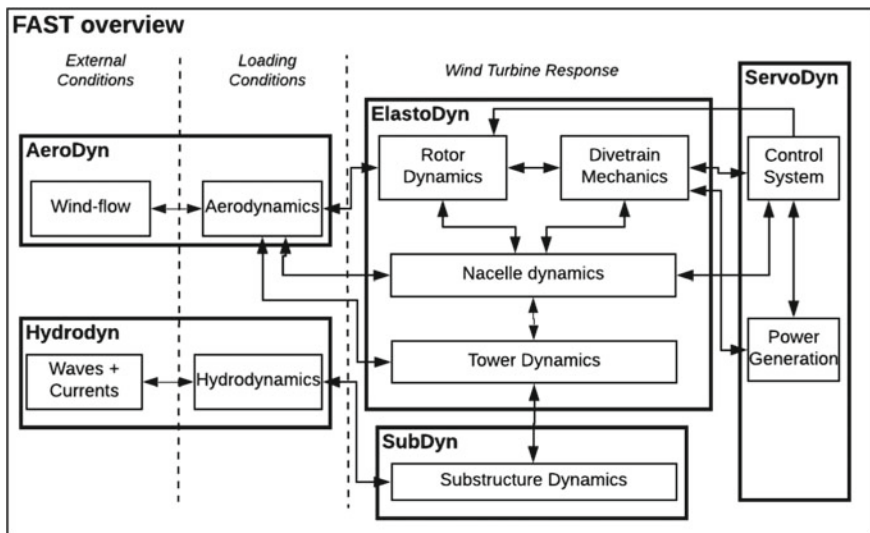 FAST overview
External
Conditions
Loading
Conditions
Wind Turbine Response
ServoDyn
ElastoDyn
AeroDyn
Rotor
Dynamics
Divetrain
Mechanics
Control
System
Wind-flow
Aerodynamics
Nacelle dynamics
Hydrodyn
Waves +
Currents
Hydrodynamics
Tower Dynamics
Power
Generation
SubDyn
Substructure Dynamics